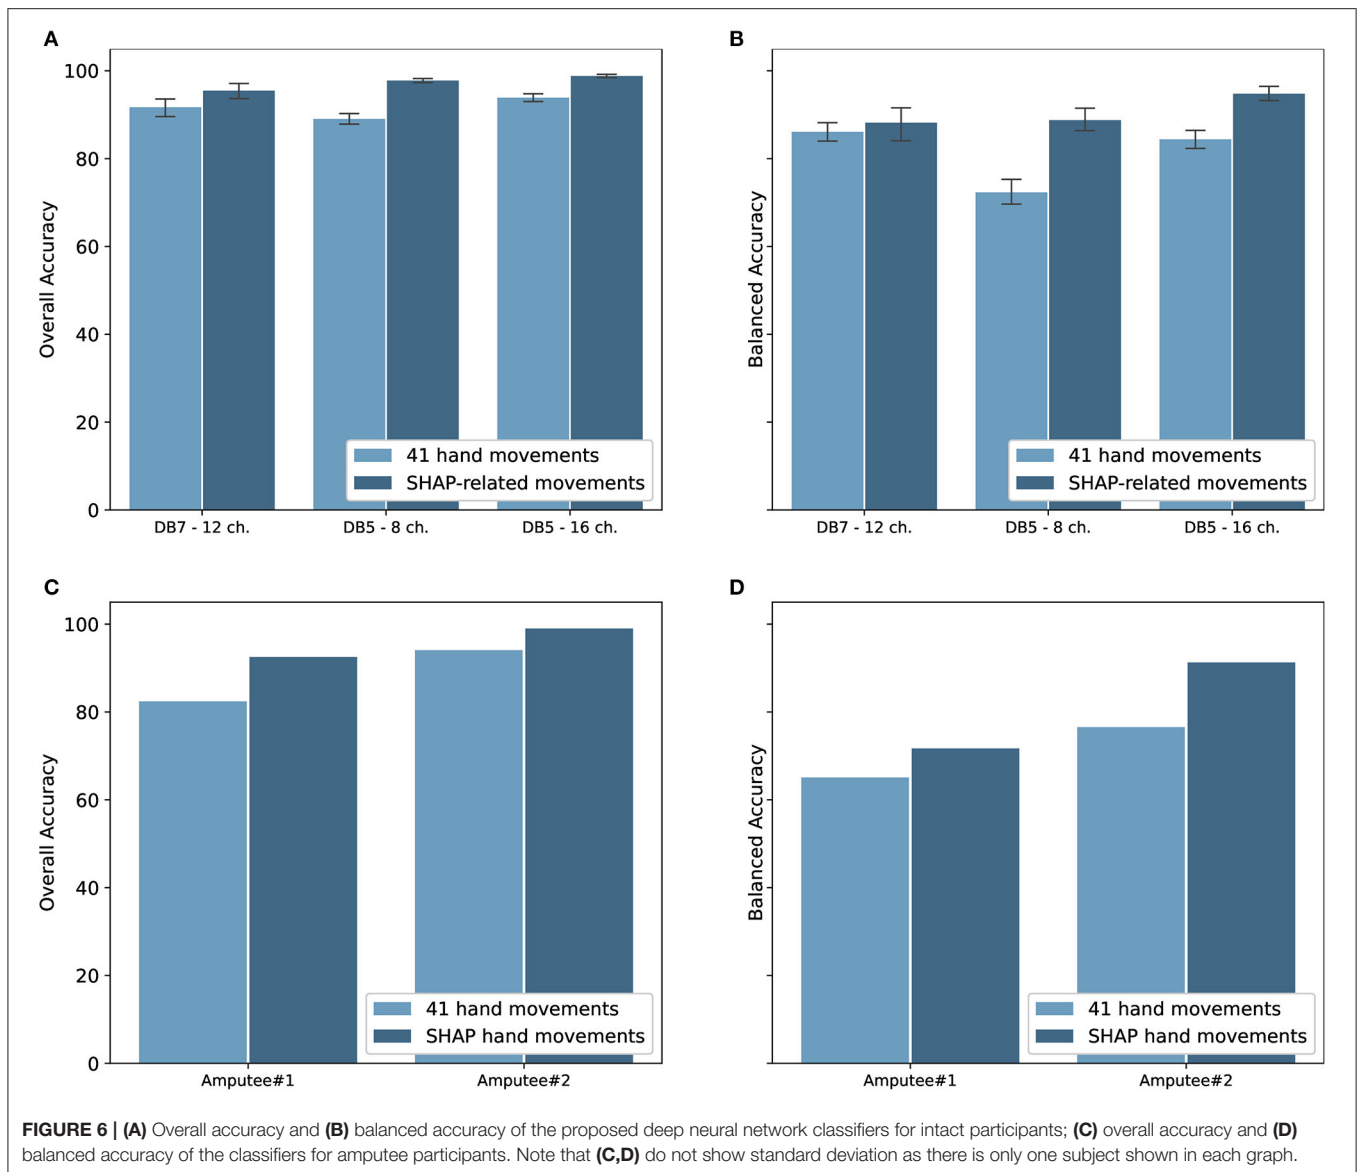 A
100
80
60
40
20
0
Overall Accuracy
41 hand movements
SHAP-related movements
DB7 - 12 ch.
DB5 - 8 ch.
DB5 - 16 ch.
B
Balanced Accuracy
41 hand movements
SHAP-related movements
DB7 - 12 ch.
DB5 - 8 ch.
DB5 - 16 ch.
C
100
80
60
40
20
0
Overall Accuracy
41 hand movements
SHAP hand movements
Amputee#1
Amputee#2
D
Balanced Accuracy
41 hand movements
SHAP hand movements
Amputee#1
Amputee#2
FIGURE 6 | (A) Overall accuracy and (B) balanced accuracy of the proposed deep neural network classifiers for intact participants; (C) overall accuracy and (D)
balanced accuracy of the classifiers for amputee participants. Note that (C,D) do not show standard deviation as there is only one subject shown in each graph.